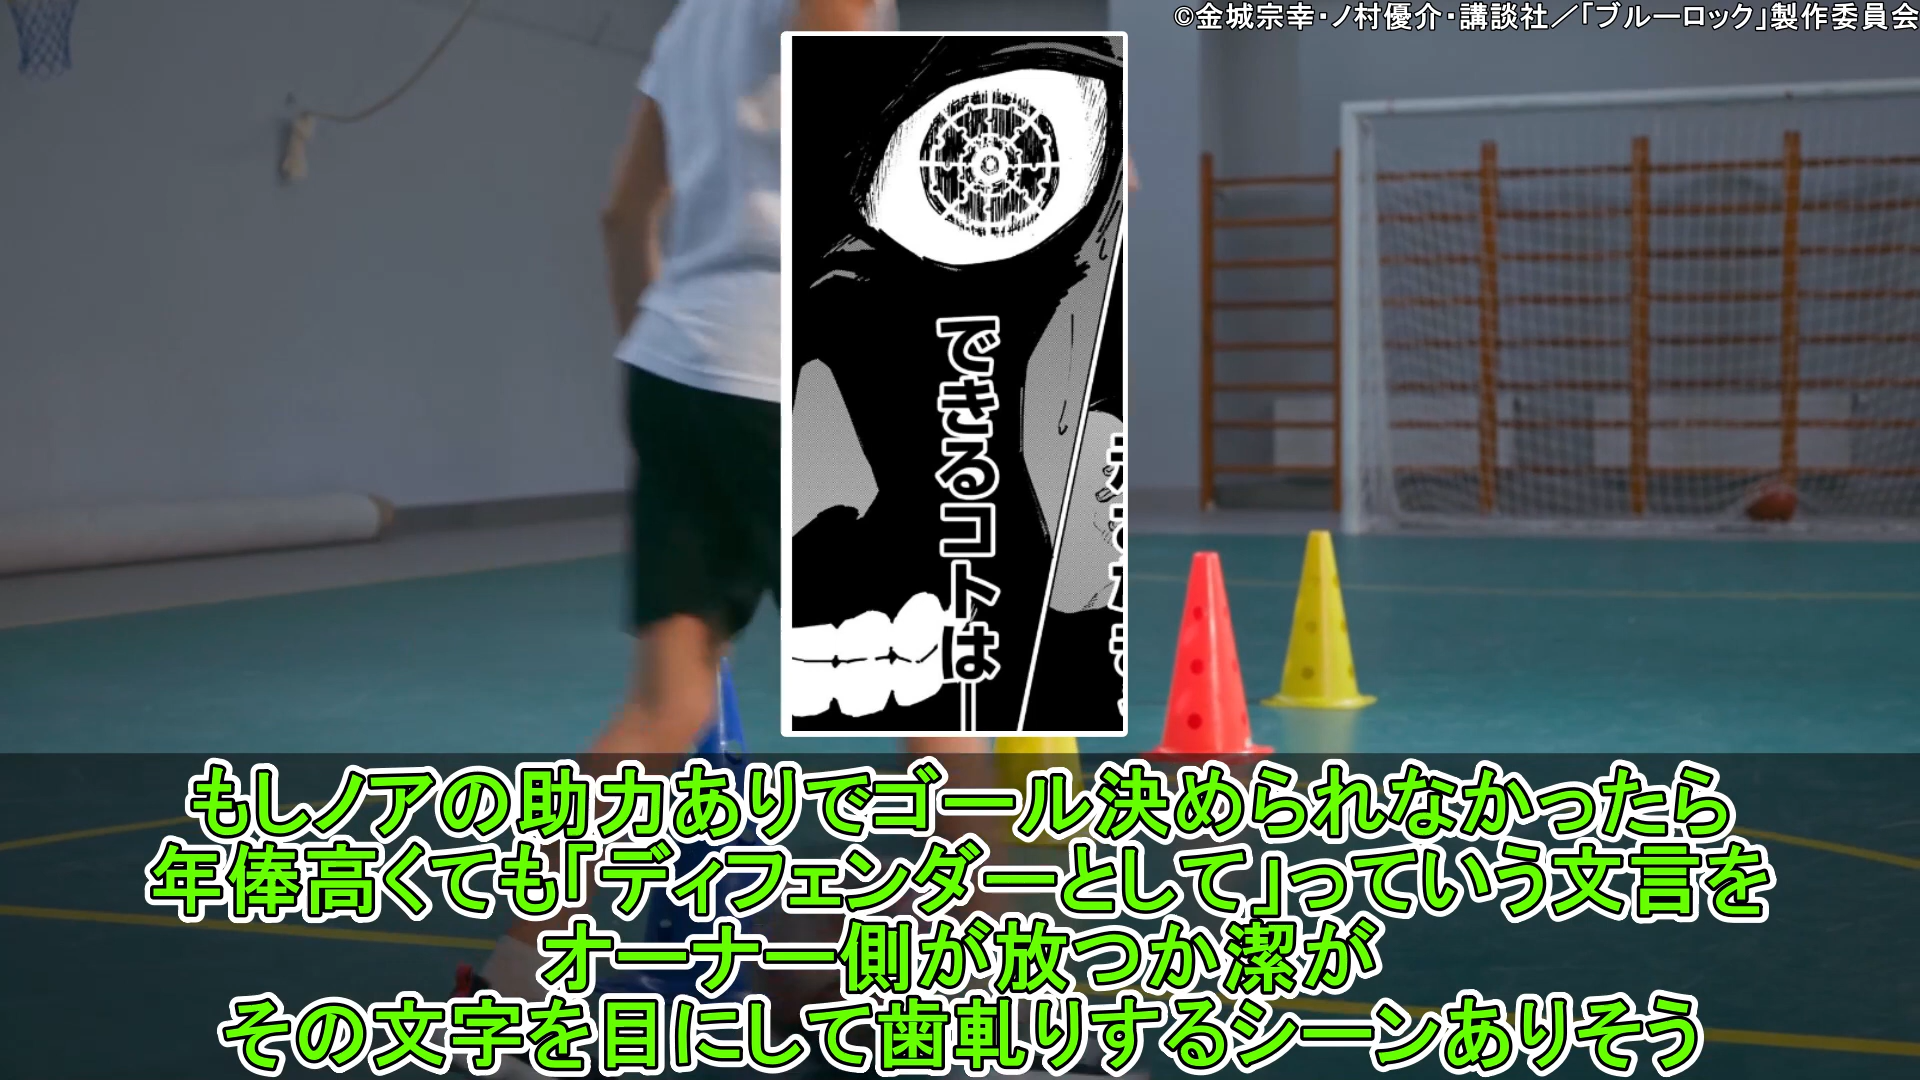 ©金城宗幸・ノ村優介・講談社／「ブルーロック」製作委員会
できるコトは──
もしノアの助力ありでゴール決められなかったら
年俸高くても「ディフェンダーとして」っていう文言を
オーナー側が放つか潔が
その文字を目にして歯軋りするシーンありそう